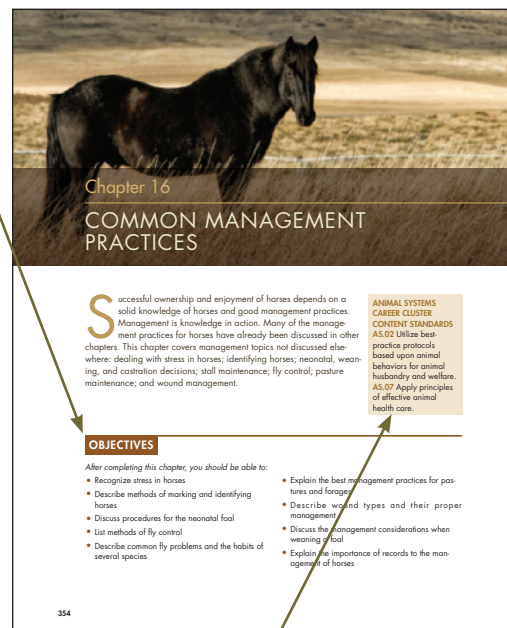 Chapter 16
COMMON MANAGEMENT
PRACTICES
Successful ownership and enjoyment of horses depends on a
solid knowledge of horses and good management practices.
Management is knowledge in action. Many of the manage-
ment practices for horses have already been discussed in other
chapters. This chapter covers management topics not discussed else-
where: dealing with stress in horses; identifying horses; neonatal, wean-
ing, and castration decisions; stall maintenance; fly control; pasture
maintenance; and wound management.
ANIMAL SYSTEMS
CAREER CLUSTER
CONTENT STANDARDS
AS.02 Utilize best-
practice protocols
based upon animal
behaviors for animal
husbandry and welfare.
AS.07 Apply principles
of effective animal
health care.
OBJECTIVES
After completing this chapter, you should be able to:
• Recognize stress in horses
• Describe methods of marking and identifying
horses
• Discuss procedures for the neonatal foal
• List methods of fly control
• Describe common fly problems and the habits of
several species
• Explain the best management practices for pas-
tures and forages
• Describe wound types and their proper
management
• Discuss the management considerations when
weaning a foal
• Explain the importance of records to the man-
agement of horses
354